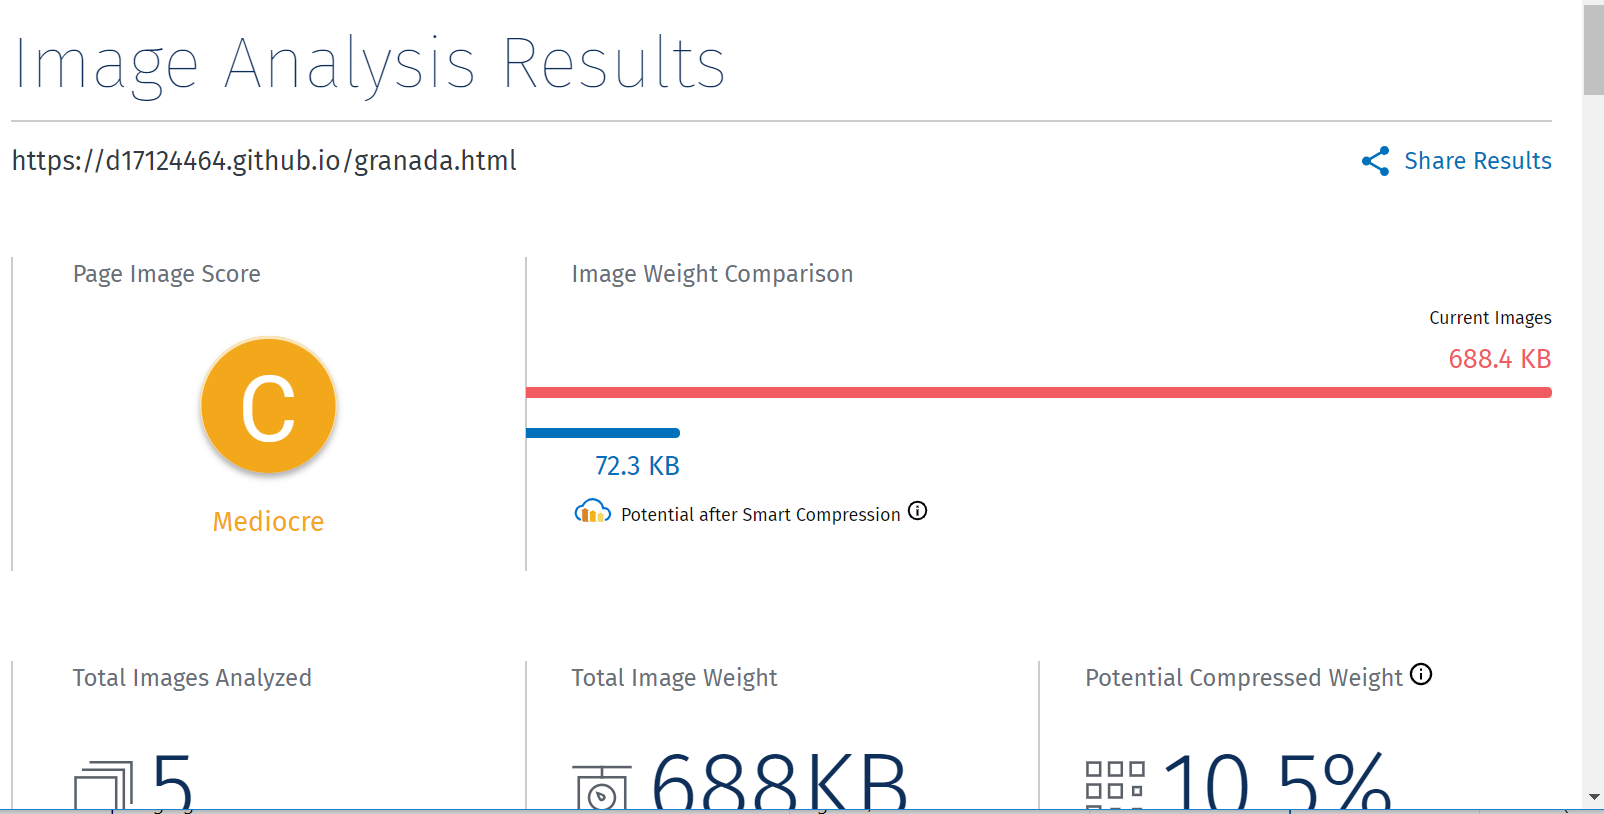 Image Analysis Results
https://d17124464.github.io/granada.html
Share Results
Page Image Score
C
Mediocre
Image Weight Comparison
Current Images
688.4 KB
72.3 KB
Potential after Smart Compression
Total Images Analyzed
5
Total Image Weight
688KB
Potential Compressed Weight
10.5%